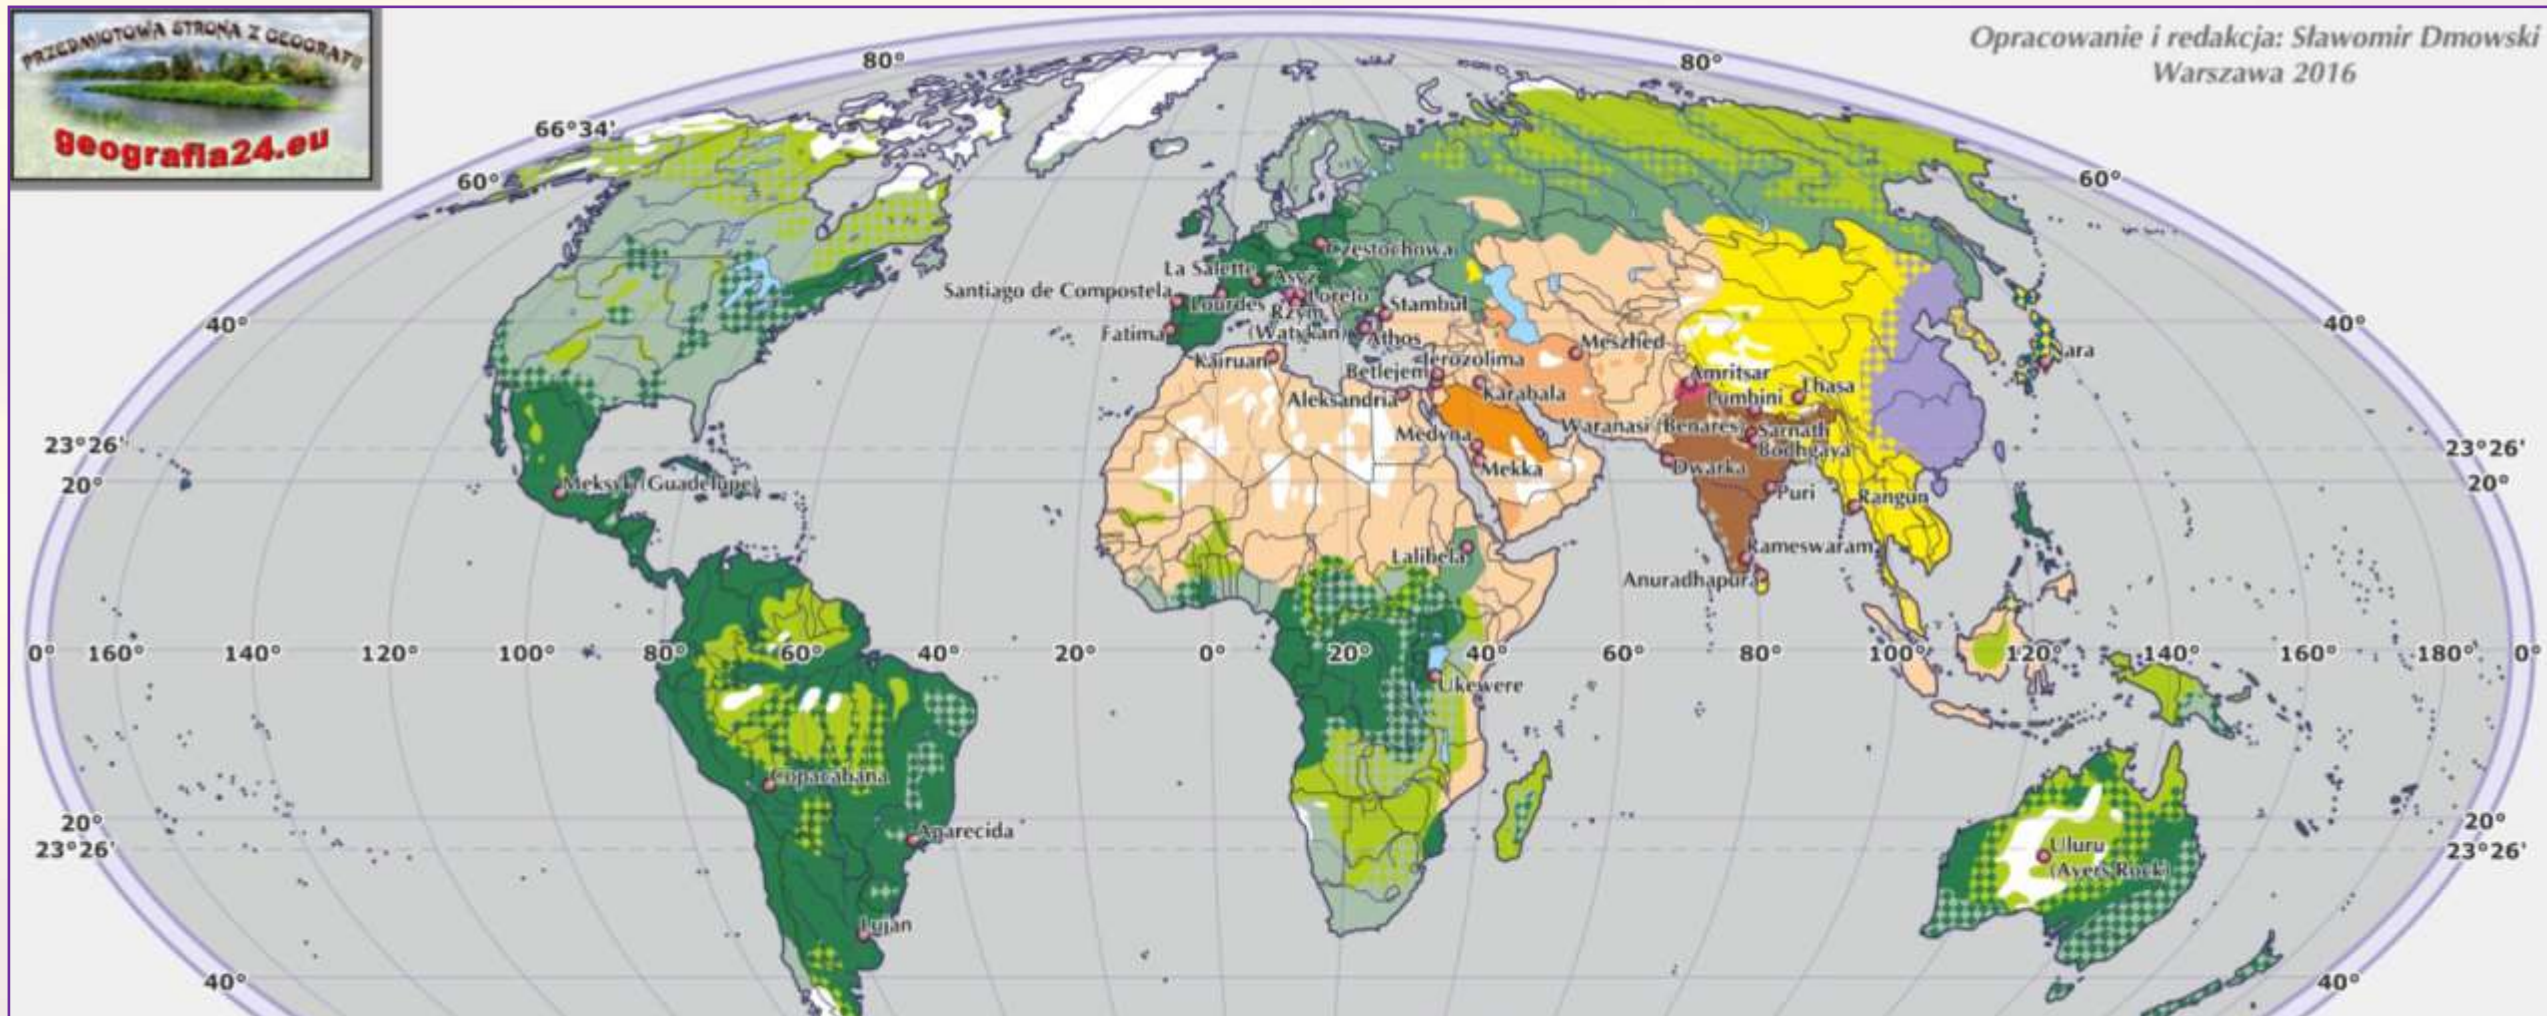 PRZEDMIOTOWA STRONA Z GEOGRAFII
geografia24.eu
Opracowanie i redakcja: Sławomir Dmowski
Warszawa 2016
80°
80°
66°34'
60°
60°
Częstochowa
La Salette
Asyż
Santiago de Compostela
Lourdes
Loreto
Stambuł
Rzym
(Watykan)
40°
40°
Fatima
Athos
Kairuan
Jerozolima
Meszhed
Nara
Betlejem
Amritsar
Aleksandria
Karabala
Lumbini
Lhasa
23°26'
Medyna
Waranasi (Benares)
Sarnath
23°26'
Bodhgaya
Mekka
Dwarka
20°
Meksyk (Guadelupe)
Puri
Rangun
20°
Lalibela
Rameswaram
Anuradhapura
0°
160°
140°
120°
100°
80°
60°
40°
20°
0°
20°
40°
60°
80°
100°
120°
140°
160°
180°
0°
Ukewere
Copacabana
20°
Aparecida
20°
23°26'
Uluru
23°26'
(Ayers Rock)
Lujan
40°
40°